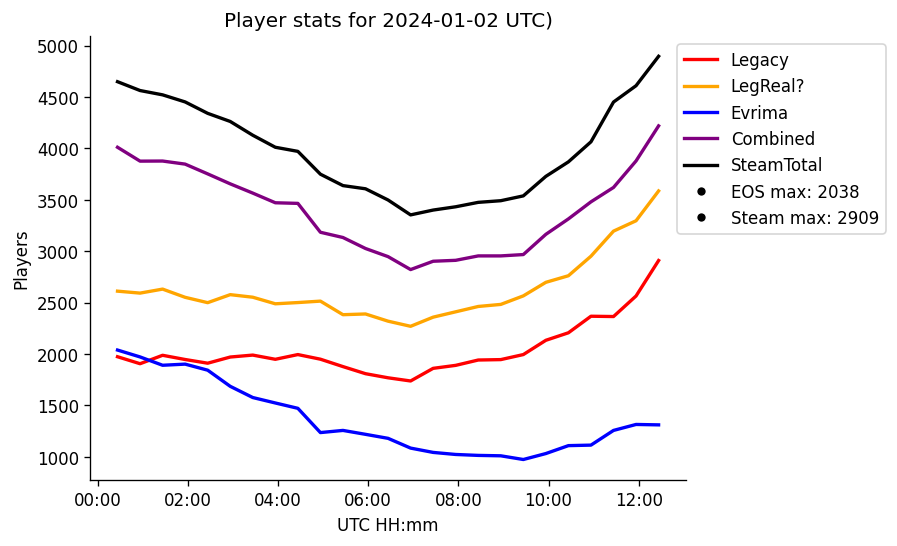 Player stats for 2024-01-02 UTC)
5000
4500
4000
3500
3000
2500
2000
1500
1000
Players
00:00 02:00 04:00 06:00 08:00 10:00 12:00
UTC HH:mm
Legacy
LegReal?
Evrima
Combined
SteamTotal
EOS max: 2038
Steam max: 2909